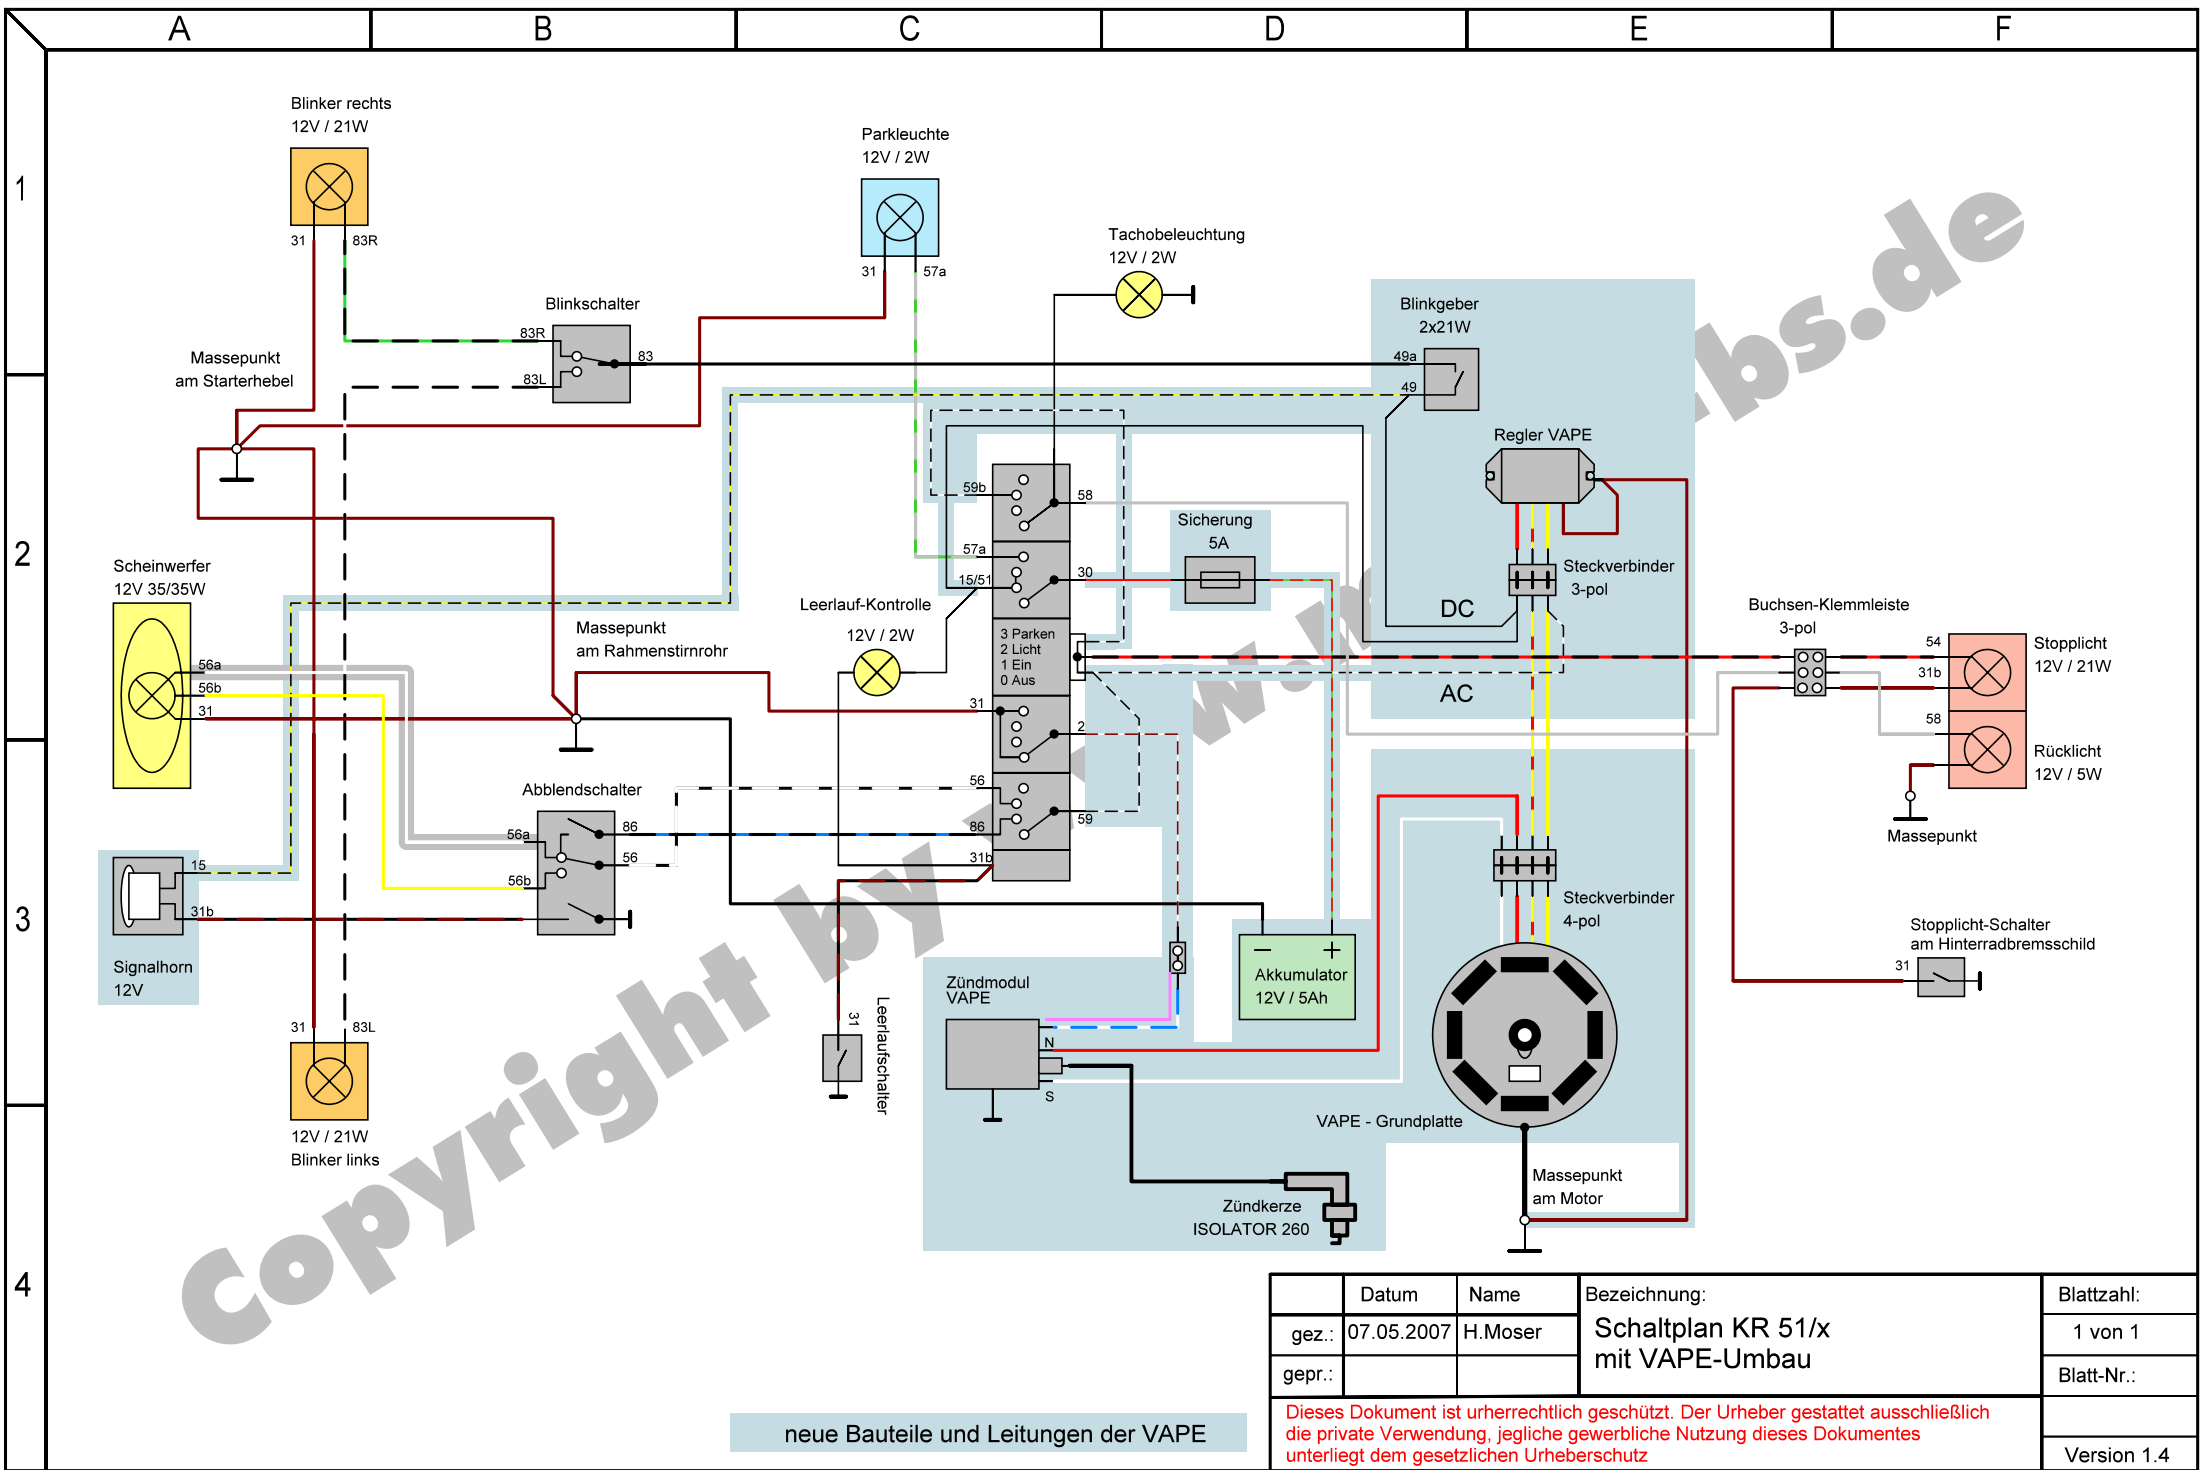 A B C D E F
1
2
3
4
Blinker rechts
12V / 21W
31
83R
Parkleuchte
12V / 2W
31
57a
Tachobeleuchtung
12V / 2W
Blinkschalter
83R
83L
83
Massepunkt
am Starterhebel
Blinkgeber
2x21W
49a
49
Regler VAPE
Steckverbinder
3-pol
DC
AC
59b
58
57a
15/51
30
3 Parken
2 Licht
1 Ein
0 Aus
31
2
56
86
59
31b
Sicherung
5A
Leerlauf-Kontrolle
12V / 2W
Massepunkt
am Rahmenstirnrohr
Scheinwerfer
12V 35/35W
56a
56b
31
Buchsen-Klemmleiste
3-pol
54
31b
58
Stopplicht
12V / 21W
Rücklicht
12V / 5W
Massepunkt
Abblendschalter
56a
56b
86
56
15
31b
Signalhorn
12V
31
83L
12V / 21W
Blinker links
31
Leerlaufschalter
Zündmodul
VAPE
N
S
− +
Akkumulator
12V / 5Ah
Steckverbinder
4-pol
VAPE - Grundplatte
Massepunkt
am Motor
Zündkerze
ISOLATOR 260
Stopplicht-Schalter
am Hinterradbremsschild
31
Copyright by
bs.de
neue Bauteile und Leitungen der VAPE
Datum Name Bezeichnung: Blattzahl:
gez.: 07.05.2007 H.Moser Schaltplan KR 51/x 1 von 1
mit VAPE-Umbau
gepr.: Blatt-Nr.:
Dieses Dokument ist urherrechtlich geschützt. Der Urheber gestattet ausschließlich
die private Verwendung, jegliche gewerbliche Nutzung dieses Dokumentes
unterliegt dem gesetzlichen Urheberschutz
Version 1.4